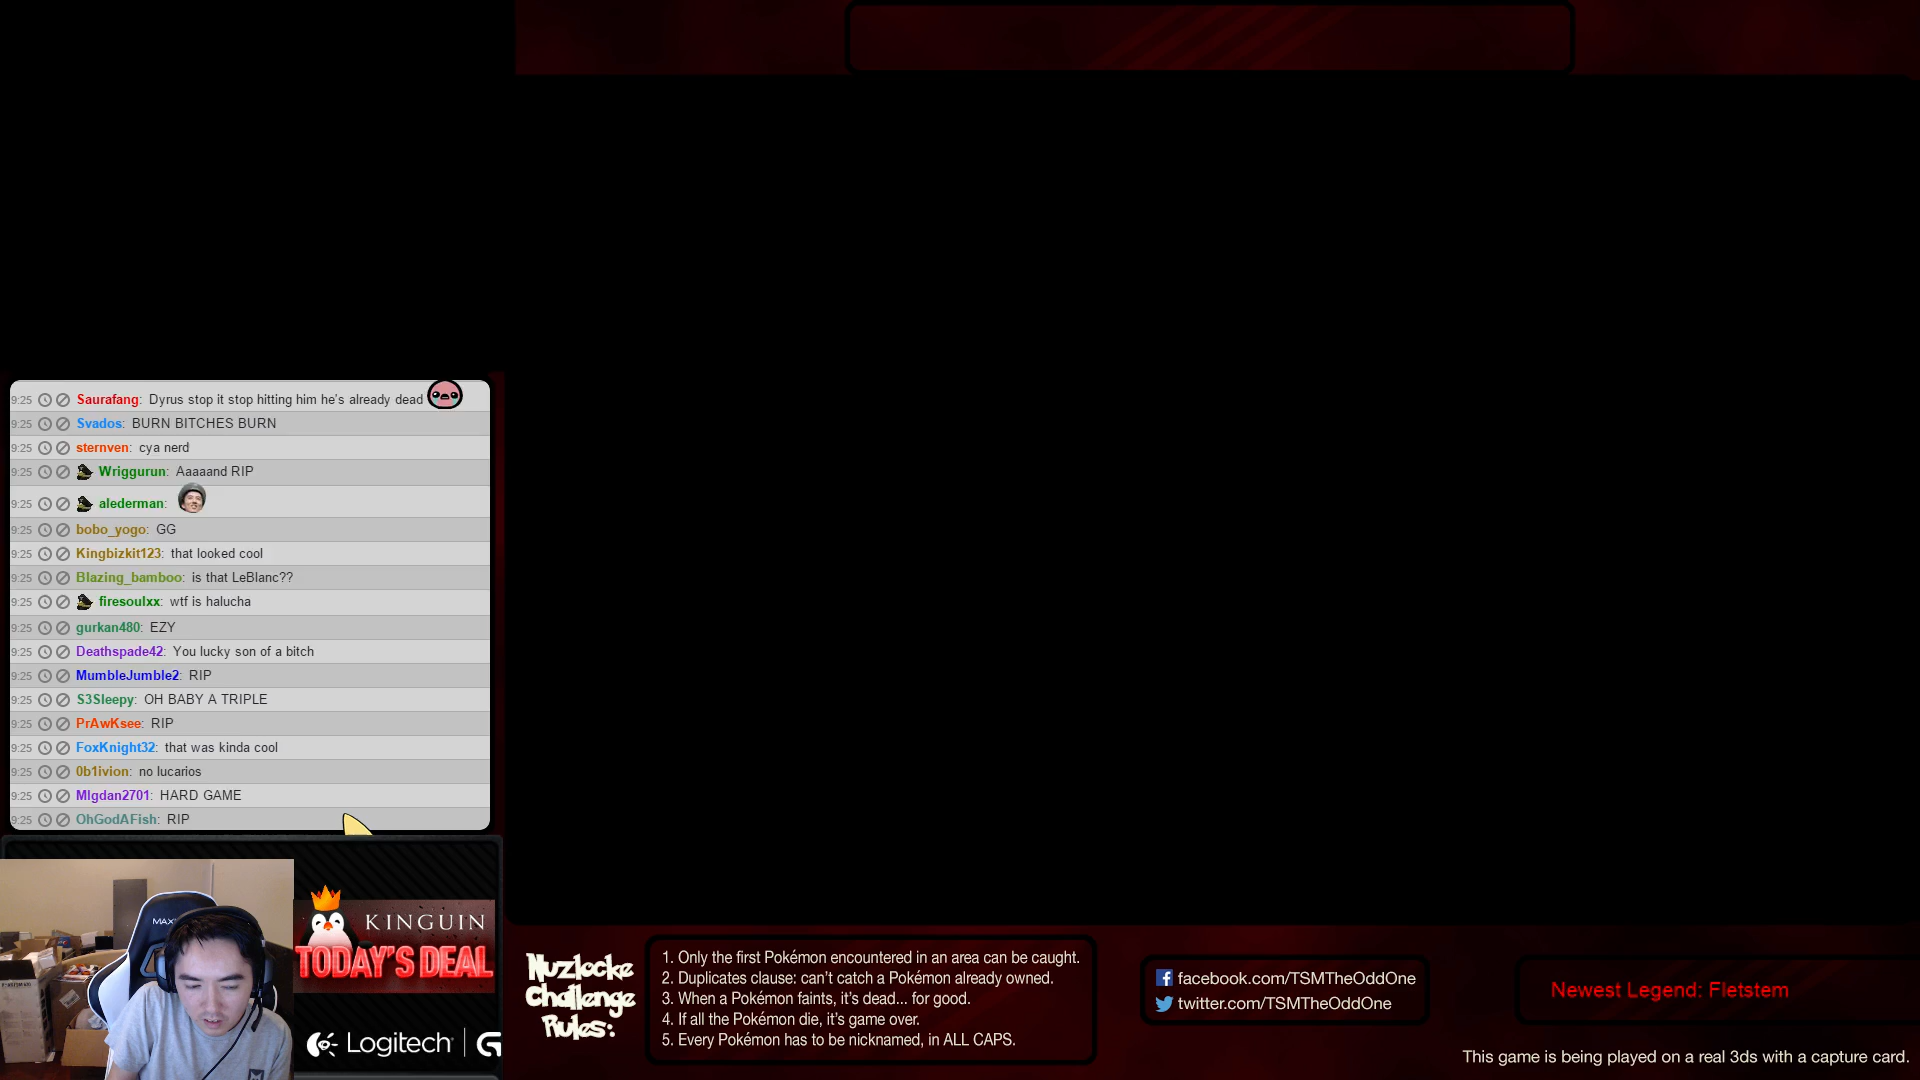 9:25 Saurafang: Dyrus stop it stop hitting him he's already dead
9:25 Svados: BURN BITCHES BURN
9:25 sternven: cya nerd
9:25 Wriggurun: Aaaaand RIP
9:25 alederman:
9:25 bobo_yogo: GG
9:25 Kingbizkit123: that looked cool
9:25 Blazing_bamboo: is that LeBlanc??
9:25 firesoulxx: wtf is halucha
9:25 gurkan480: EZY
9:25 Deathspade42: You lucky son of a bitch
9:25 MumbleJumble2: RIP
9:25 S3Sleepy: OH BABY A TRIPLE
9:25 PrAwKsee: RIP
9:25 FoxKnight32: that was kinda cool
9:25 0b1ivion: no lucarios
9:25 Mlgdan2701: HARD GAME
9:25 OhGodAFish: RIP
MAX
KINGUIN
TODAY'S DEAL
Logitech | G
Nuzlocke
Challenge
Rules:
1. Only the first Pokémon encountered in an area can be caught.
2. Duplicates clause: can't catch a Pokémon already owned.
3. When a Pokémon faints, it's dead... for good.
4. If all the Pokémon die, it's game over.
5. Every Pokémon has to be nicknamed, in ALL CAPS.
facebook.com/TSMTheOddOne
twitter.com/TSMTheOddOne
Newest Legend: Fletstem
This game is being played on a real 3ds with a capture card.